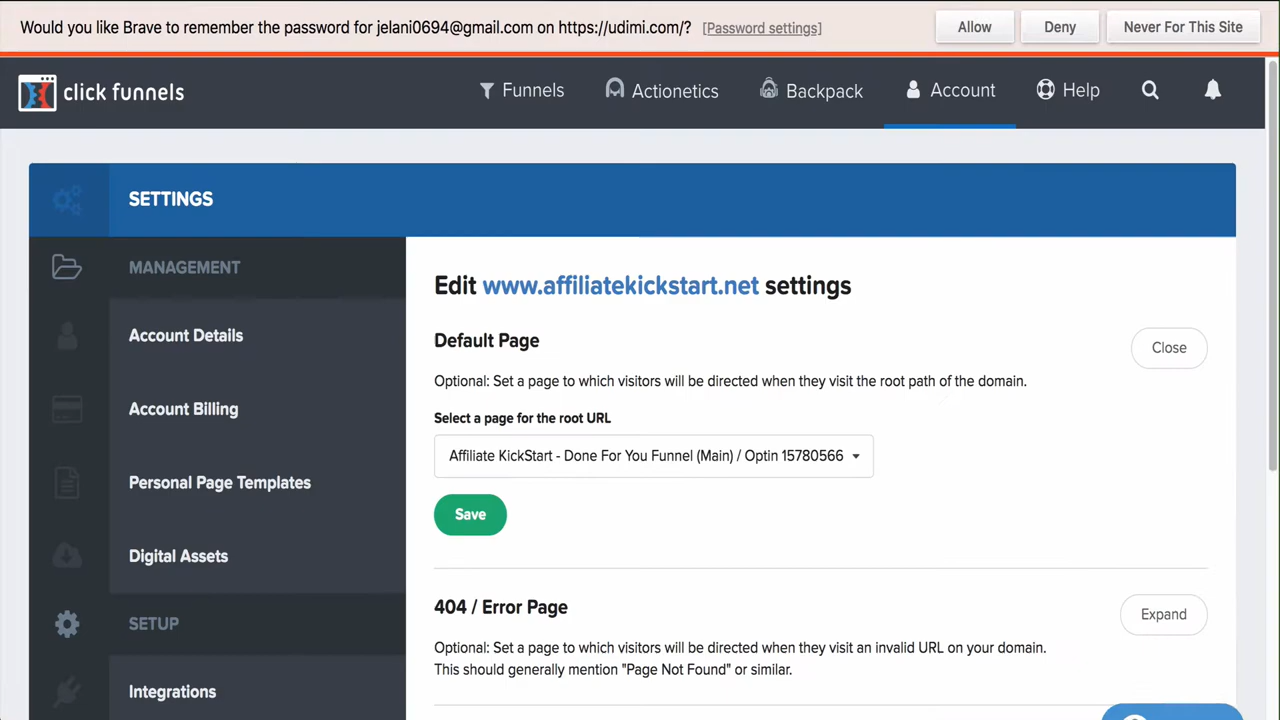 Would you like Brave to remember the password for jelani0694@gmail.com on https://udimi.com/? [Password settings] Allow Deny Never For This Site
click funnels Funnels Actionetics Backpack Account Help
SETTINGS
MANAGEMENT
Account Details
Account Billing
Personal Page Templates
Digital Assets
SETUP
Integrations
Edit www.affiliatekickstart.net settings
Default Page
Close
Optional: Set a page to which visitors will be directed when they visit the root path of the domain.
Select a page for the root URL
Affiliate KickStart - Done For You Funnel (Main) / Optin 15780566
Save
404 / Error Page
Expand
Optional: Set a page to which visitors will be directed when they visit an invalid URL on your domain.
This should generally mention "Page Not Found" or similar.